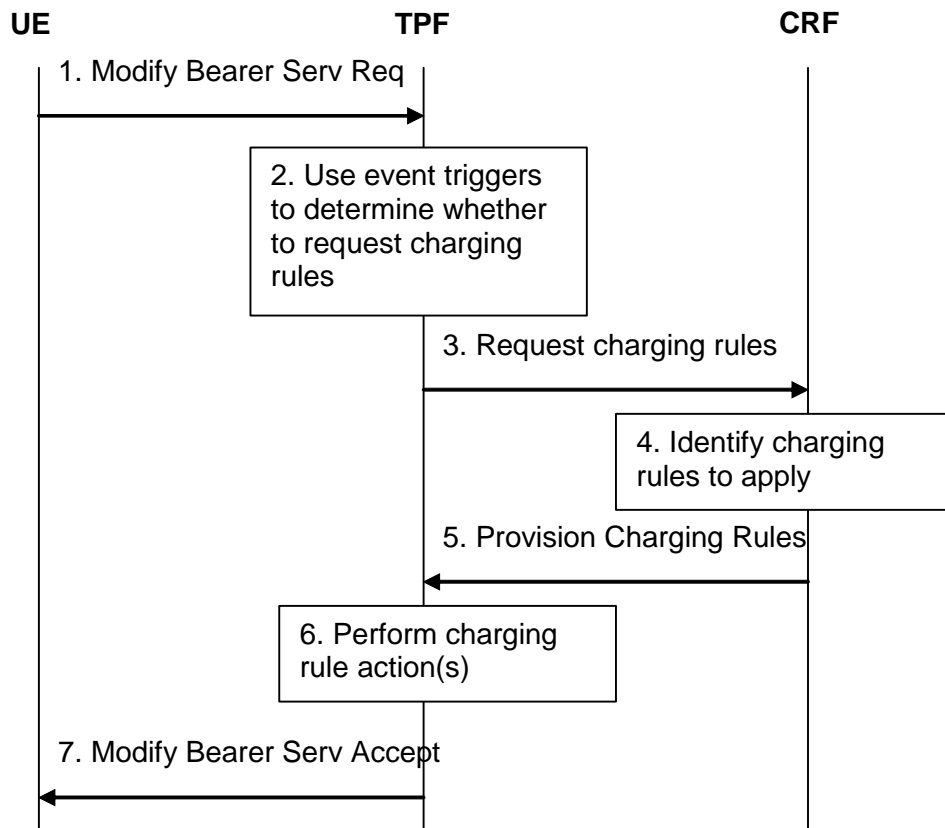 UE TPF CRF
1. Modify Bearer Serv Req
2. Use event triggers
to determine whether
to request charging
rules
3. Request charging rules
4. Identify charging
rules to apply
5. Provision Charging Rules
6. Perform charging
rule action(s)
7. Modify Bearer Serv Accept